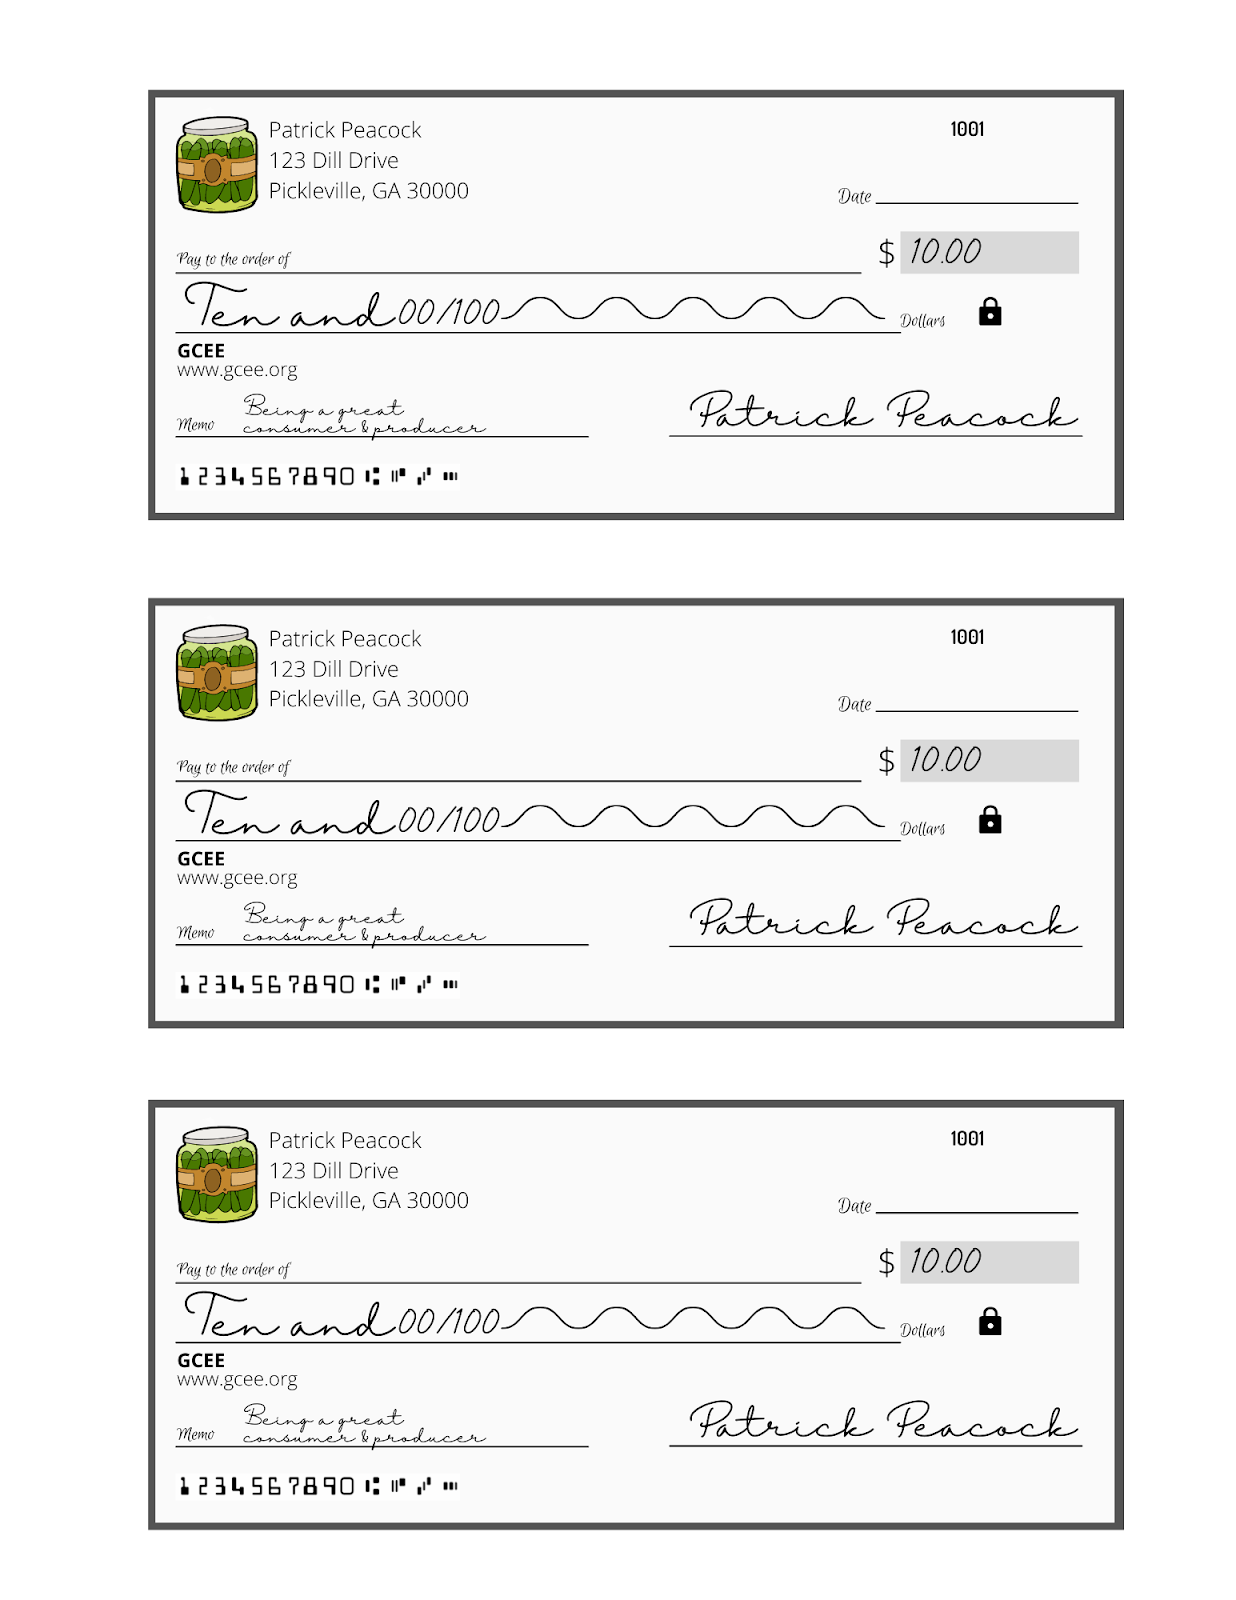 Patrick Peacock 1001
123 Dill Drive
Pickleville, GA 30000
Date
Pay to the order of $ 10.00
Ten and 00/100 Dollars
GCEE
www.gcee.org
Being a great
Memo consumer & producer Patrick Peacock
1234567890
Patrick Peacock 1001
123 Dill Drive
Pickleville, GA 30000
Date
Pay to the order of $ 10.00
Ten and 00/100 Dollars
GCEE
www.gcee.org
Being a great
Memo consumer & producer Patrick Peacock
1234567890
Patrick Peacock 1001
123 Dill Drive
Pickleville, GA 30000
Date
Pay to the order of $ 10.00
Ten and 00/100 Dollars
GCEE
www.gcee.org
Being a great
Memo consumer & producer Patrick Peacock
1234567890